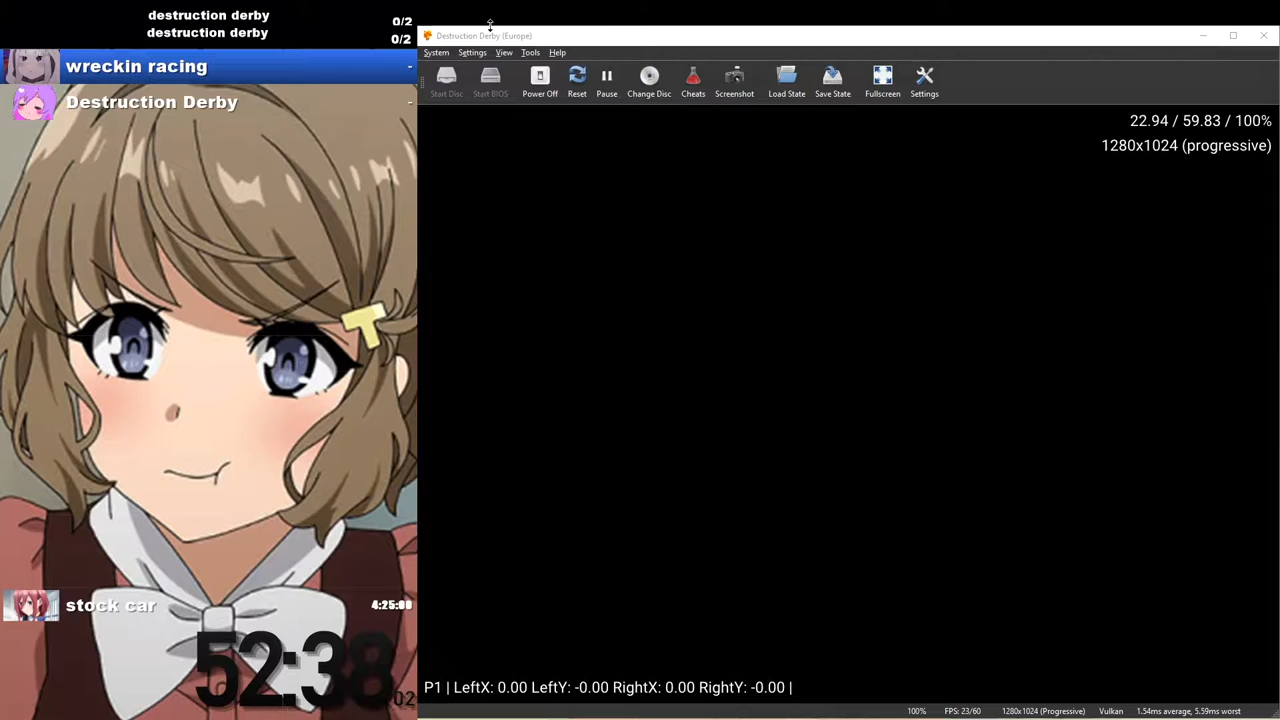 destruction derby
0/2
destruction derby
0/2
wreckin racing -
Destruction Derby -
stock car 4:25:00
52:38
02
Destruction Derby (Europe)
System Settings View Tools Help
Start Disc Start BIOS Power Off Reset Pause Change Disc Cheats Screenshot Load State Save State Fullscreen Settings
22.94 / 59.83 / 100%
1280x1024 (progressive)
P1 | LeftX: 0.00 LeftY: -0.00 RightX: 0.00 RightY: -0.00 |
100% FPS: 23/60 1280x1024 (Progressive) Vulkan 1.54ms average, 5.59ms worst